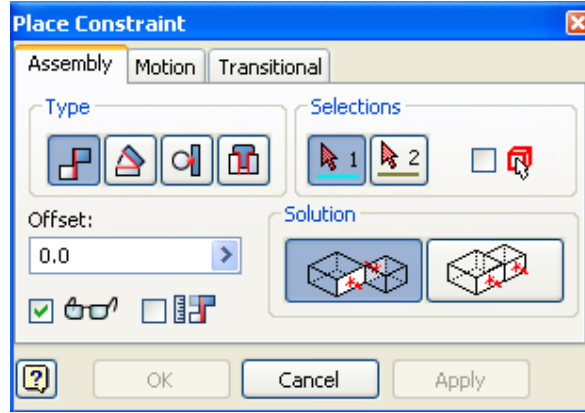 Place Constraint
Assembly Motion Transitional
Type Selections
1 2
Offset: Solution
0.0
OK Cancel Apply